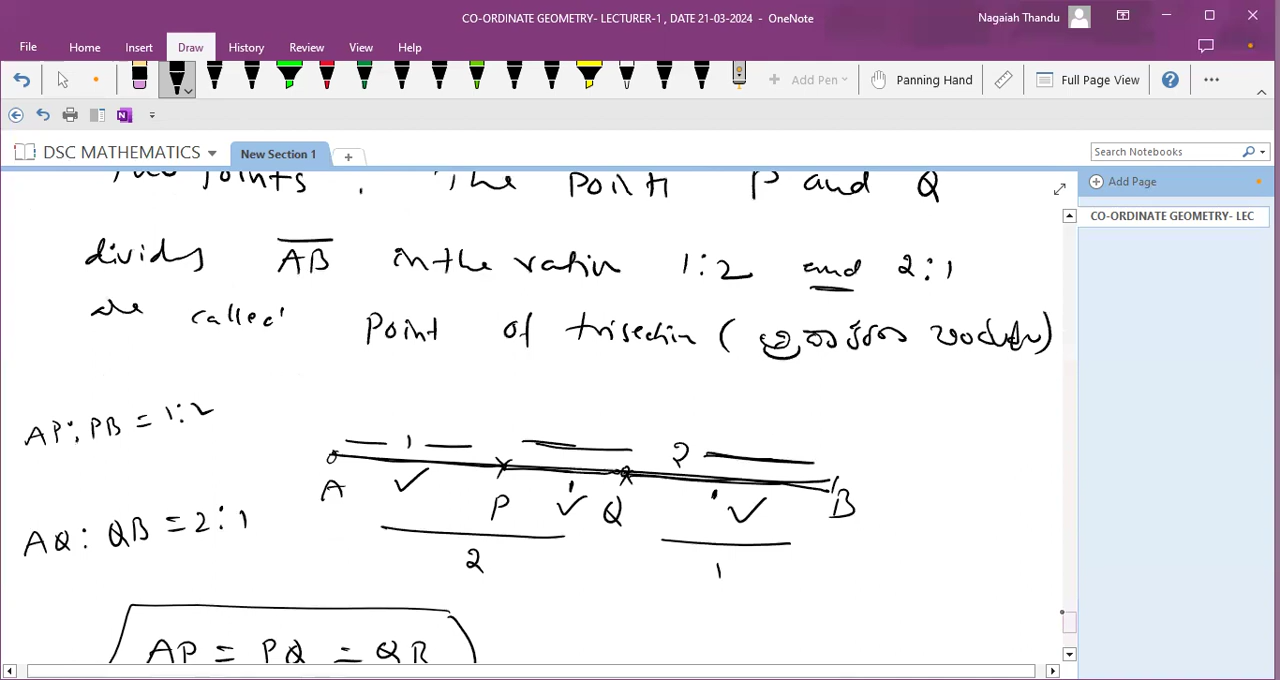 CO-ORDINATE GEOMETRY- LECTURER-1 , DATE 21-03-2024 - OneNote
Nagaiah Thandu
File Home Insert Draw History Review View Help
Add Pen Panning Hand Full Page View
DSC MATHEMATICS New Section 1
Search Notebooks
Add Page
CO-ORDINATE GEOMETRY- LEC
two points . The points P and Q
divides AB in the ratio 1:2 and 2:1
are called Point of trisection (
AP:PB = 1:2
1 2
A P Q B
AQ: QB = 2:1
2 1
AP = PQ = QB